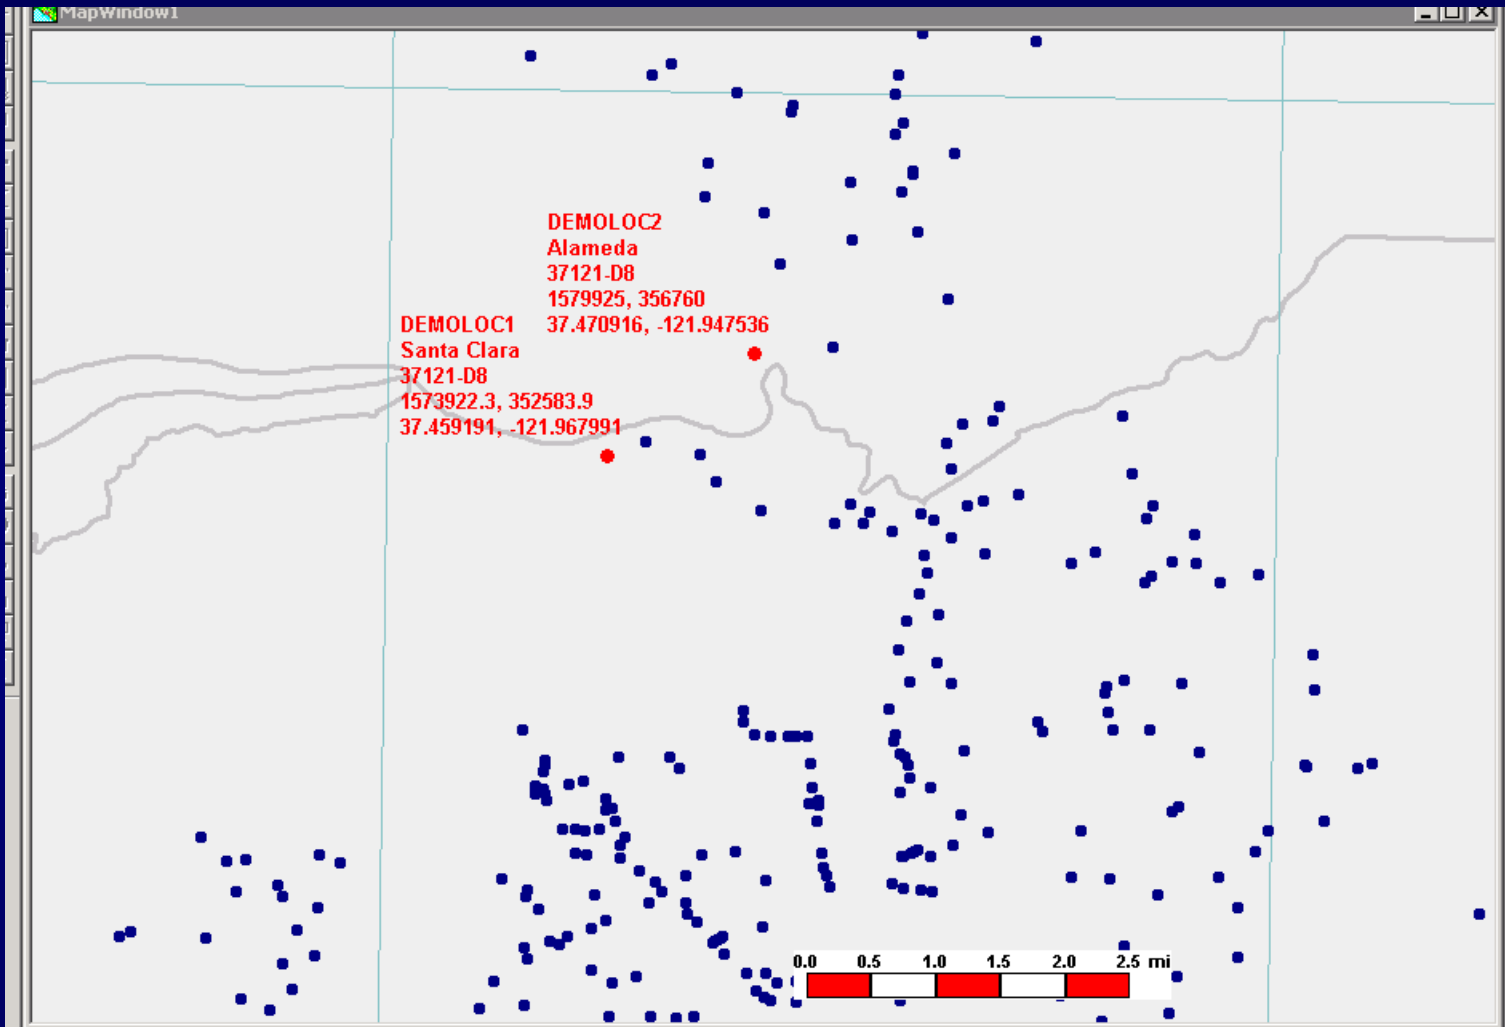 MapWindow1
DEMOLOC2
Alameda
37121-D8
1579925, 356760
37.470916, -121.947536
DEMOLOC1
Santa Clara
37121-D8
1573922.3, 352583.9
37.459191, -121.967991
0.0 0.5 1.0 1.5 2.0 2.5 mi